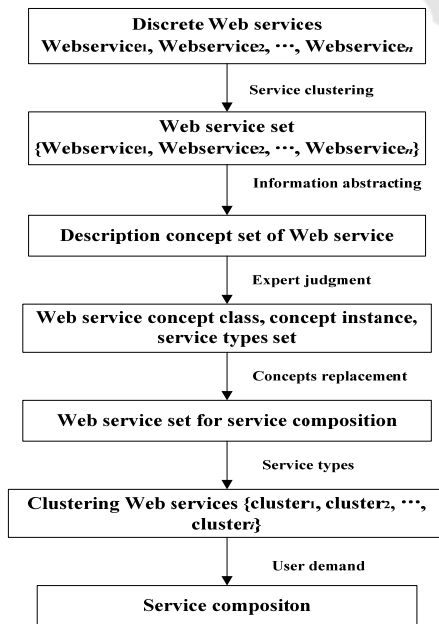 Discrete Web services
Webservice₁, Webservice₂, ⋯, Webserviceₙ
Service clustering
Web service set
{Webservice₁, Webservice₂, ⋯, Webserviceₙ}
Information abstracting
Description concept set of Web service
Expert judgment
Web service concept class, concept instance,
service types set
Concepts replacement
Web service set for service composition
Service types
Clustering Web services {cluster₁, cluster₂, ⋯,
clusterᵢ}
User demand
Service compositon